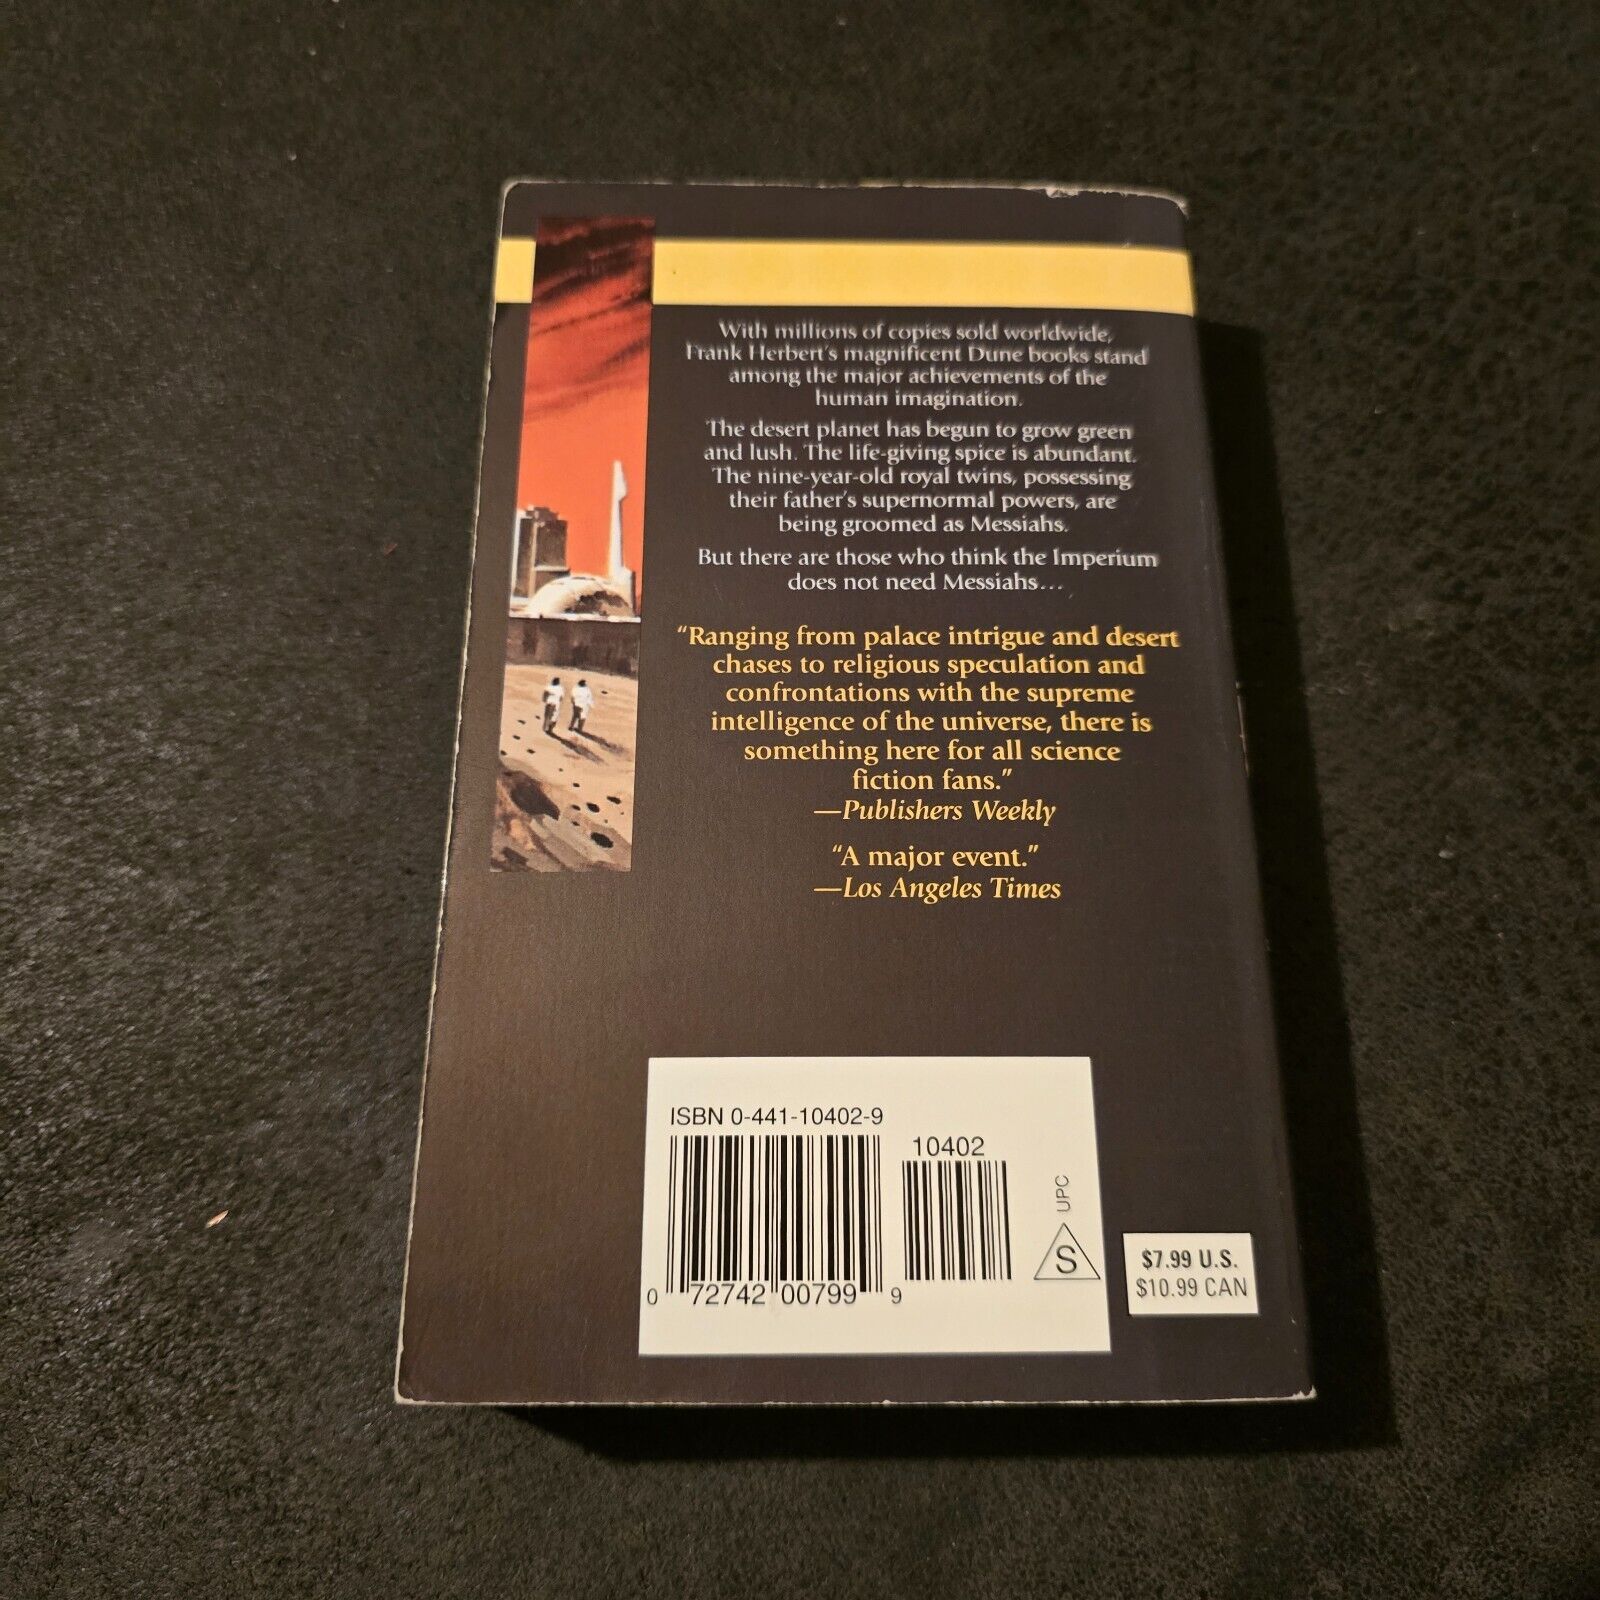 With millions of copies sold worldwide,
Frank Herbert's magnificent Dune books stand
among the major achievements of the
human imagination.
The desert planet has begun to grow green
and lush. The life-giving spice is abundant.
The nine-year-old royal twins, possessing
their father's supernormal powers, are
being groomed as Messiahs.
But there are those who think the Imperium
does not need Messiahs...
“Ranging from palace intrigue and desert
chases to religious speculation and
confrontations with the supreme
intelligence of the universe, there is
something here for all science
fiction fans.”
—Publishers Weekly
“A major event.”
—Los Angeles Times
ISBN 0-441-10402-9
10402
0 72742 00799 9
UPC
S
$7.99 U.S.
$10.99 CAN